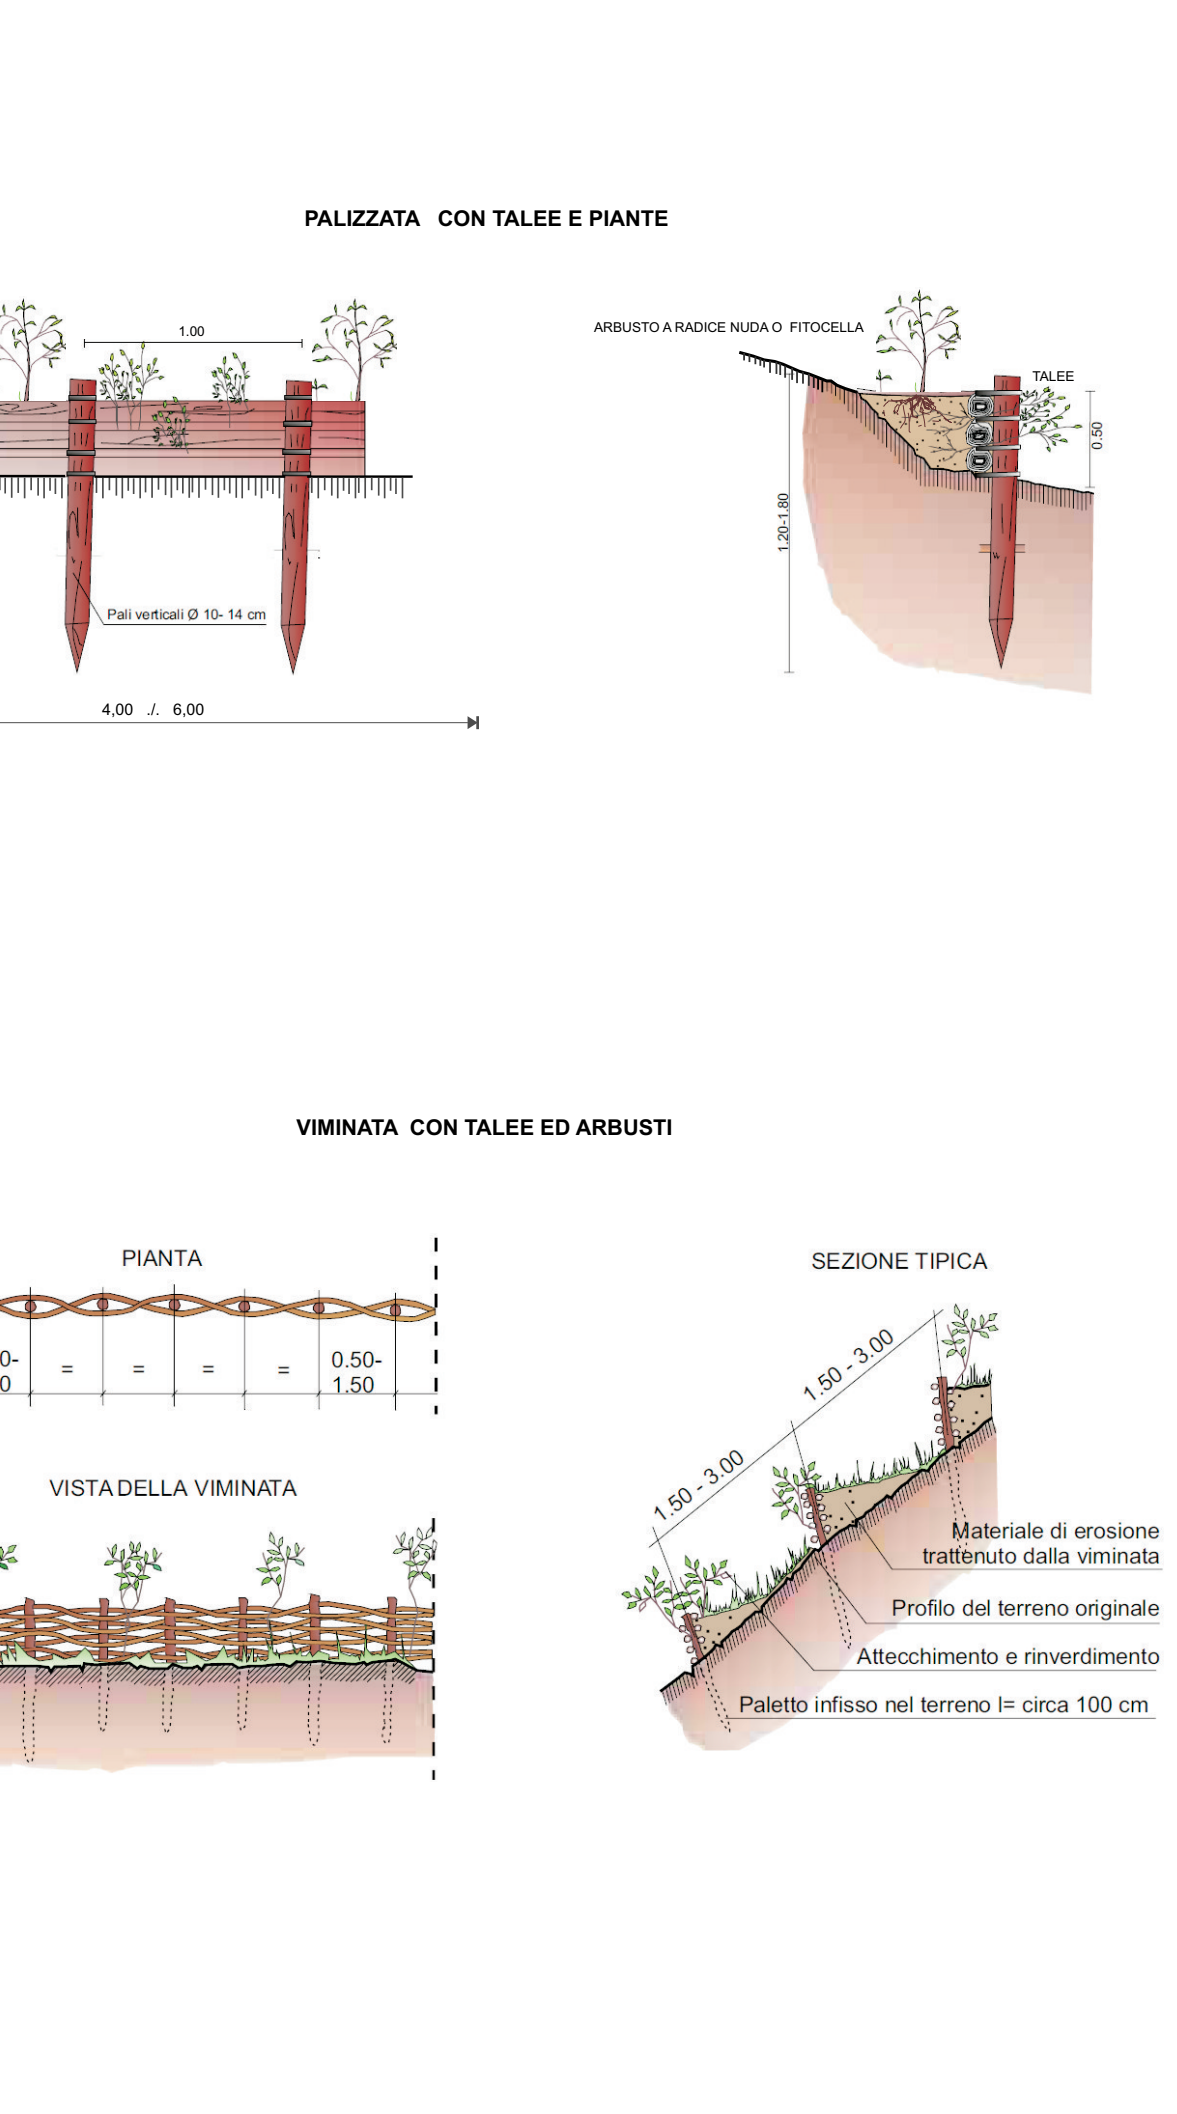 PALIZZATA CON TALEE E PIANTE
1.00
ARBUSTO A RADICE NUDA O FITOCELLA
TALEE
0.50
1.20-1.80
Pali verticali Ø 10- 14 cm
4,00 ./. 6,00
VIMINATA CON TALEE ED ARBUSTI
PIANTA
0-
0
=
=
=
=
0.50-
1.50
VISTA DELLA VIMINATA
SEZIONE TIPICA
1.50 - 3.00
1.50 - 3.00
Materiale di erosione
trattenuto dalla viminata
Profilo del terreno originale
Attecchimento e rinverdimento
Paletto infisso nel terreno l= circa 100 cm